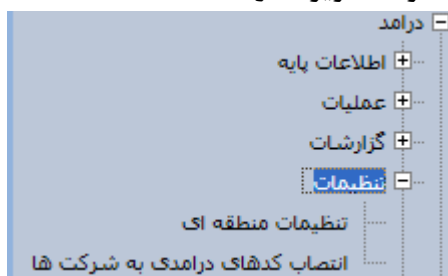 درامد
اطلاعات پایه
عملیات
گزارشات
تنظیمات
تنظیمات منطقه ای
انتصاب کدهای درامدی به شرکت ها